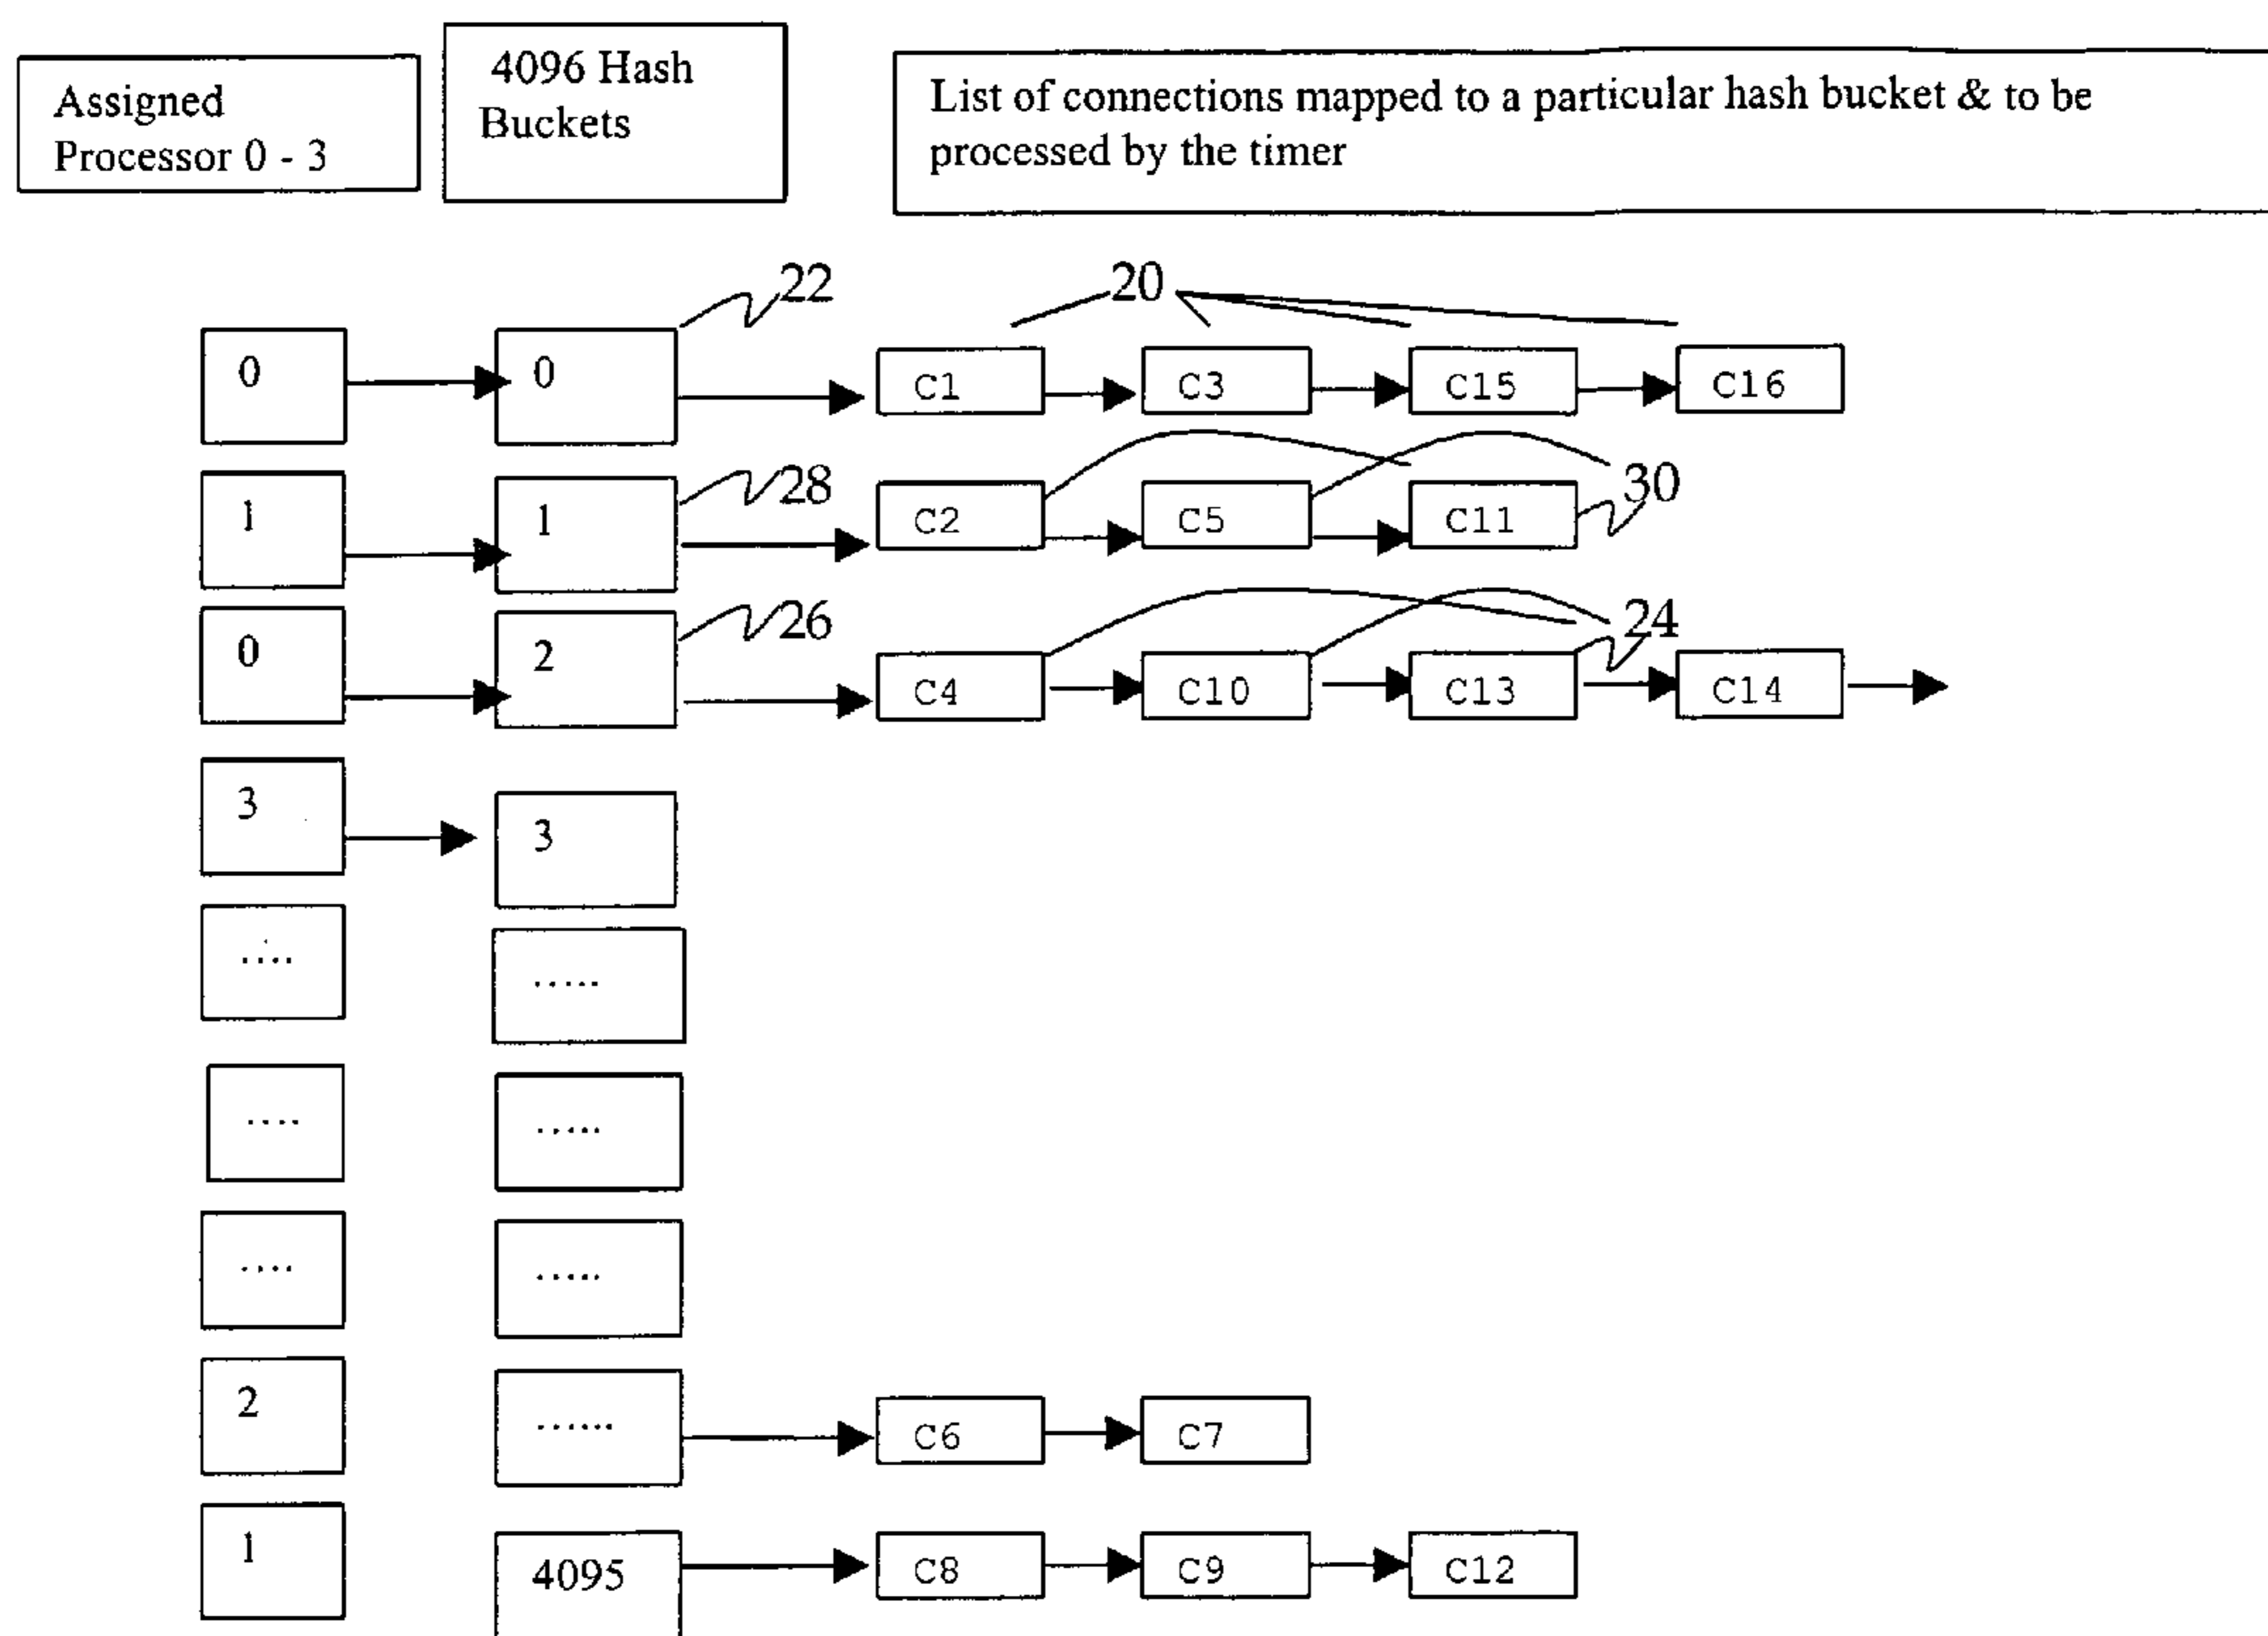 Assigned
Processor 0 - 3
4096 Hash
Buckets
List of connections mapped to a particular hash bucket & to be
processed by the timer
22
20
0
0
C1
C3
C15
C16
28
30
1
1
C2
C5
C11
26
24
0
2
C4
C10
C13
C14
3
3
....
.....
....
.....
....
.....
2
......
C6
C7
1
4095
C8
C9
C12